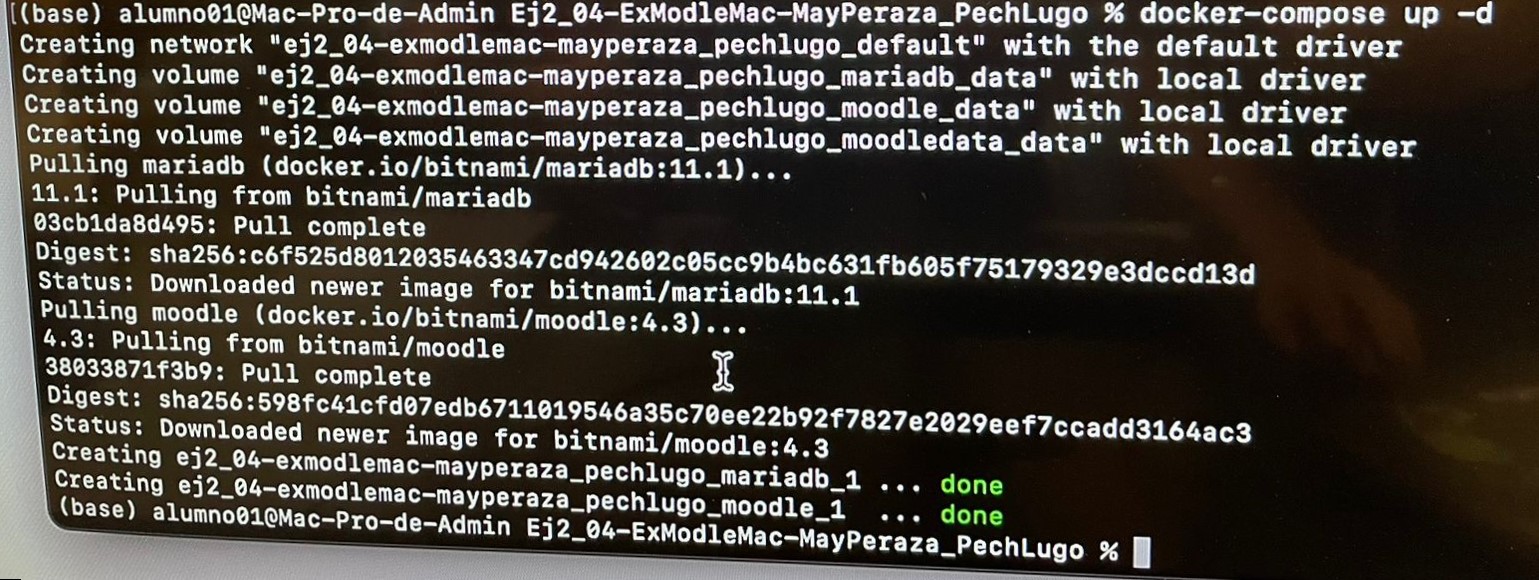 [(base) alumno01@Mac-Pro-de-Admin Ej2_04-ExModleMac-MayPeraza_PechLugo % docker-compose up -d
Creating network "ej2_04-exmodlemac-mayperaza_pechlugo_default" with the default driver
Creating volume "ej2_04-exmodlemac-mayperaza_pechlugo_mariadb_data" with local driver
Creating volume "ej2_04-exmodlemac-mayperaza_pechlugo_moodle_data" with local driver
Creating volume "ej2_04-exmodlemac-mayperaza_pechlugo_moodledata_data" with local driver
Pulling mariadb (docker.io/bitnami/mariadb:11.1)...
11.1: Pulling from bitnami/mariadb
03cb1da8d495: Pull complete
Digest: sha256:c6f525d8012035463347cd942602c05cc9b4bc631fb605f75179329e3dccd13d
Status: Downloaded newer image for bitnami/mariadb:11.1
Pulling moodle (docker.io/bitnami/moodle:4.3)...
4.3: Pulling from bitnami/moodle
38033871f3b9: Pull complete
Digest: sha256:598fc41cfd07edb6711019546a35c70ee22b92f7827e2029eef7ccadd3164ac3
Status: Downloaded newer image for bitnami/moodle:4.3
Creating ej2_04-exmodlemac-mayperaza_pechlugo_mariadb_1 ... done
Creating ej2_04-exmodlemac-mayperaza_pechlugo_moodle_1  ... done
(base) alumno01@Mac-Pro-de-Admin Ej2_04-ExModleMac-MayPeraza_PechLugo %